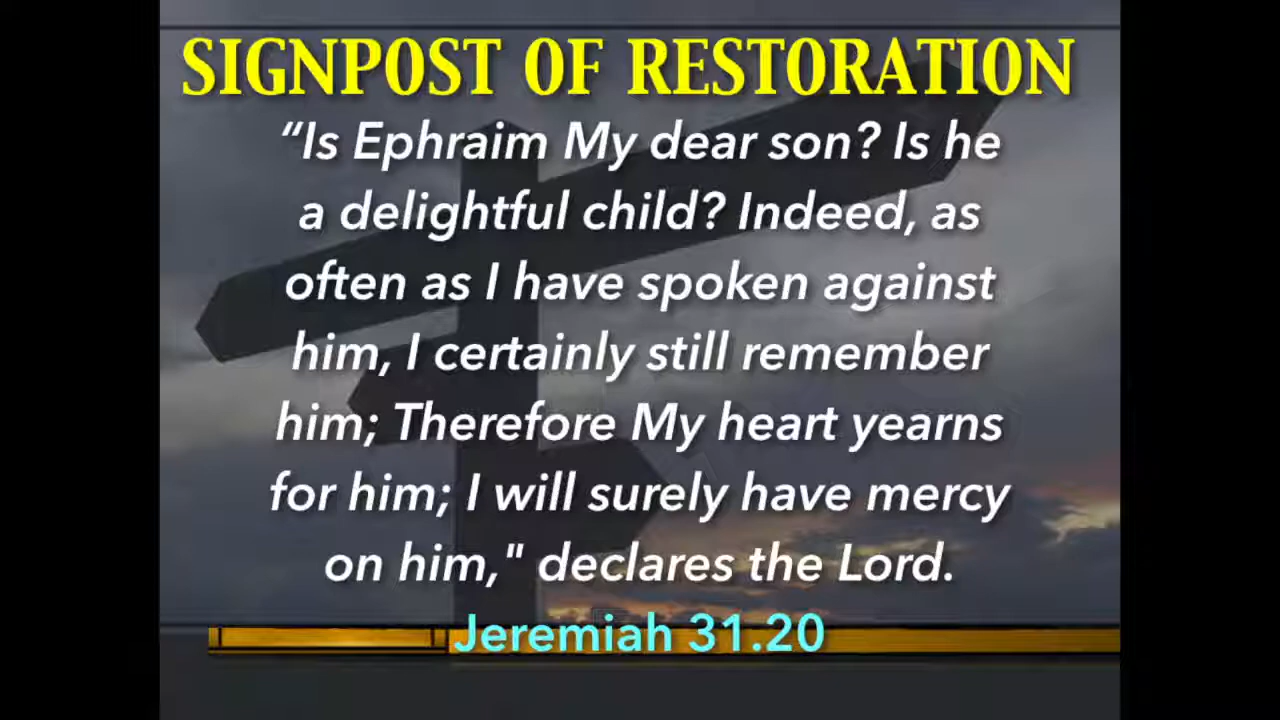 SIGNPOST OF RESTORATION
“Is Ephraim My dear son? Is he
a delightful child? Indeed, as
often as I have spoken against
him, I certainly still remember
him; Therefore My heart yearns
for him; I will surely have mercy
on him," declares the Lord.
Jeremiah 31.20